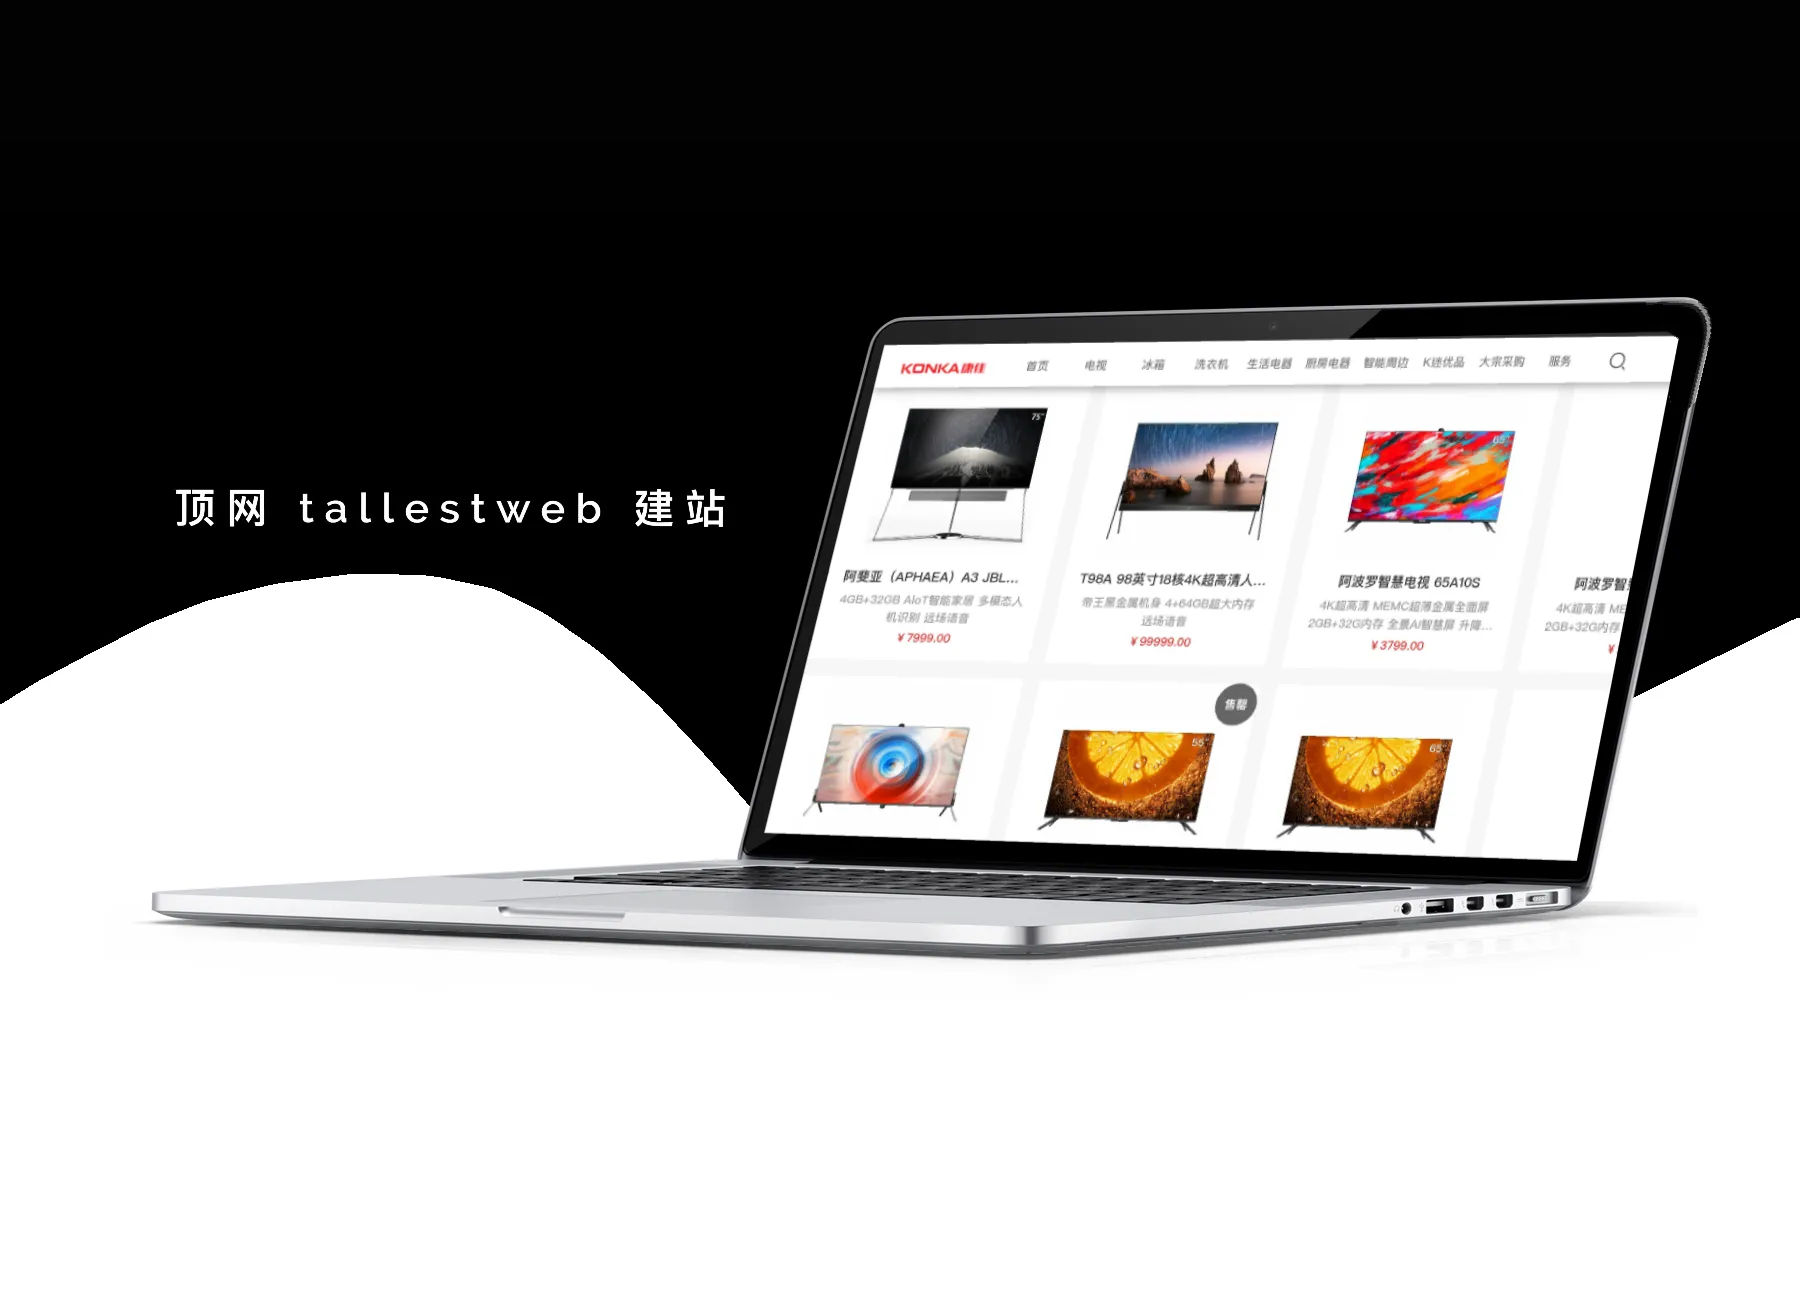 顶网 tallestweb 建站
KONKA康佳 首页 电视 冰箱 洗衣机 生活电器 厨房电器 智能周边 K迷优品 大宗采购 服务
75"
65"
阿斐亚（APHAEA）A3 JBL...
4GB+32GB AIoT智能家居 多模态人
机识别 远场语音
¥7999.00
T98A 98英寸18核4K超高清人...
帝王黑金属机身 4+64GB超大内存
远场语音
¥99999.00
阿波罗智慧电视 65A10S
4K超高清 MEMC超薄金属全面屏
2GB+32G内存 全景AI智慧屏 升降...
¥3799.00
阿波罗智
4K超高清 ME
2GB+32G内存
¥
售罄
55"
65"